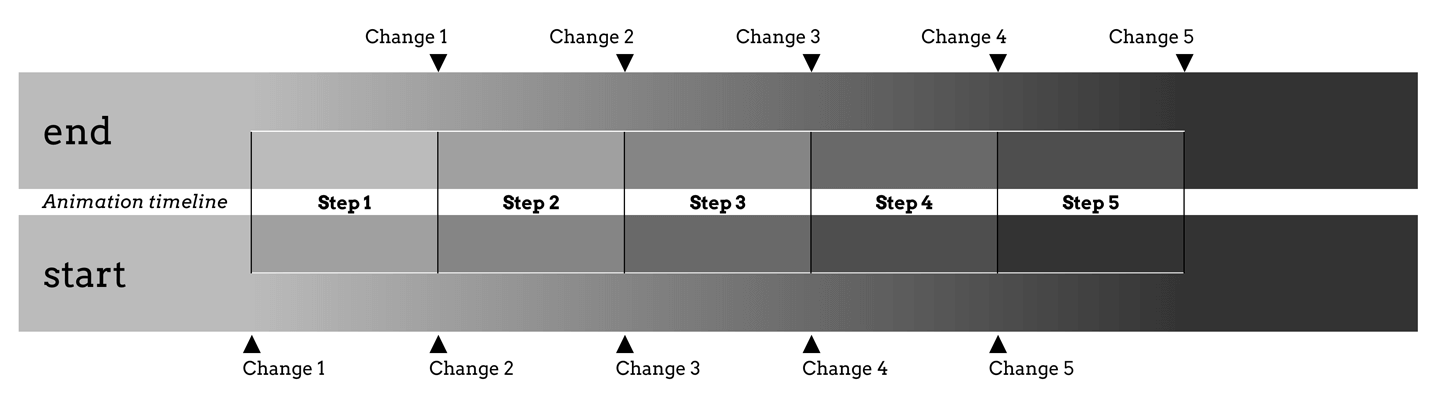 Change 1 Change 2 Change 3 Change 4 Change 5
end
Animation timeline Step 1 Step 2 Step 3 Step 4 Step 5
start
Change 1 Change 2 Change 3 Change 4 Change 5